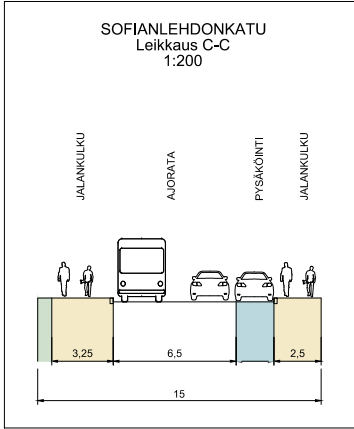 SOFIANLEHDONKATU
Leikkaus C-C
1:200
JALANKULKU
AJORATA
PYSÄKÖINTI
JALANKULKU
3,25
6,5
2,5
15